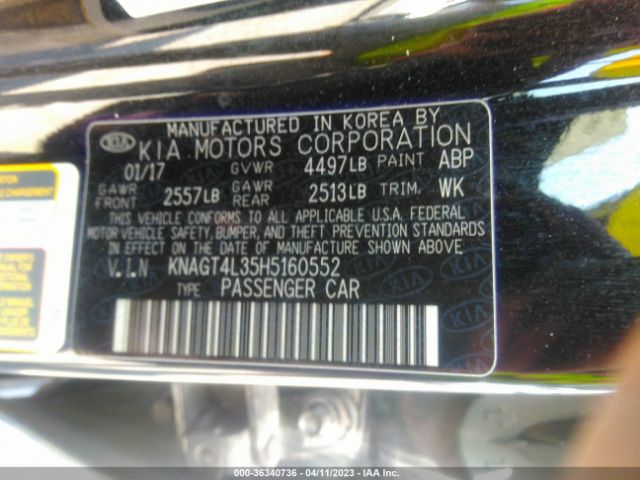 MANUFACTURED IN KOREA BY
KIA KIA MOTORS CORPORATION
01/17 GVWR 4497LB PAINT ABP
GAWR FRONT 2557LB GAWR REAR 2513LB TRIM. WK
THIS VEHICLE CONFORMS TO ALL APPLICABLE U.S.A. FEDERAL
MOTOR VEHICLE SAFETY, BUMPER, AND THEFT PREVENTION STANDARDS
IN EFFECT ON THE DATE OF MANUFACTURE SHOWN ABOVE.
V.I.N KNAGT4L35H5160552
TYPE PASSENGER CAR
000-36340736 - 04/11/2023 - IAA Inc.